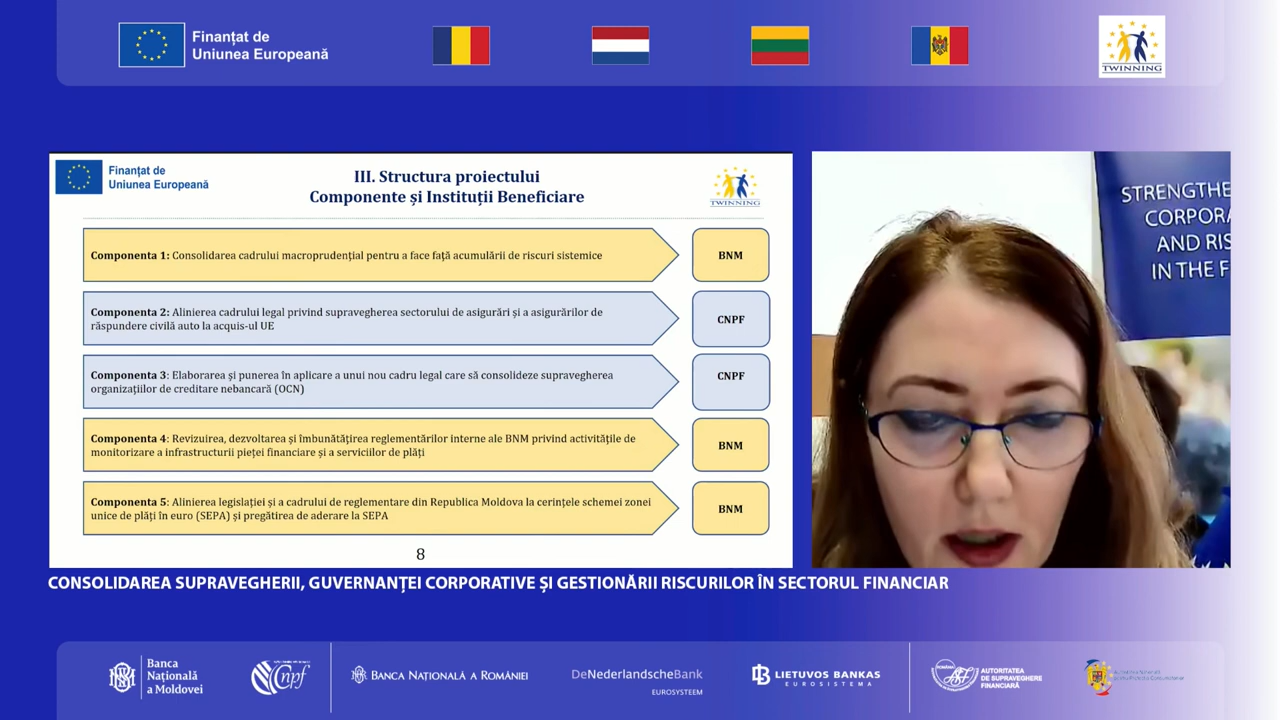 Finanțat de
Uniunea Europeană
TWINNING
Finanțat de
Uniunea Europeană
III. Structura proiectului
Componente și Instituții Beneficiare
TWINNING
Componenta 1: Consolidarea cadrului macroprudențial pentru a face față acumulării de riscuri sistemice
BNM
Componenta 2: Alinierea cadrului legal privind supravegherea sectorului de asigurări și a asigurărilor de
răspundere civilă auto la acquis-ul UE
CNPF
Componenta 3: Elaborarea și punerea în aplicare a unui nou cadru legal care să consolideze supravegherea
organizațiilor de creditare nebancară (OCN)
CNPF
Componenta 4: Revizuirea, dezvoltarea și îmbunătățirea reglementărilor interne ale BNM privind activitățile de
monitorizare a infrastructurii pieței financiare și a serviciilor de plăți
BNM
Componenta 5: Alinierea legislației și a cadrului de reglementare din Republica Moldova la cerințele schemei zonei
unice de plăți în euro (SEPA) și pregătirea de aderare la SEPA
BNM
8
STRENGTHE
CORPORA
AND RIS
IN THE F
CONSOLIDAREA SUPRAVEGHERII, GUVERNANȚEI CORPORATIVE ȘI GESTIONĂRII RISCURILOR ÎN SECTORUL FINANCIAR
Banca
Națională
a Moldovei
Cnpf
BANCA NAȚIONALĂ A ROMÂNIEI
DeNederlandscheBank
EUROSYSTEEM
LIETUVOS BANKAS
EUROSISTEMA
ROMÂNIA
ASF
AUTORITATEA
DE SUPRAVEGHERE
FINANCIARĂ